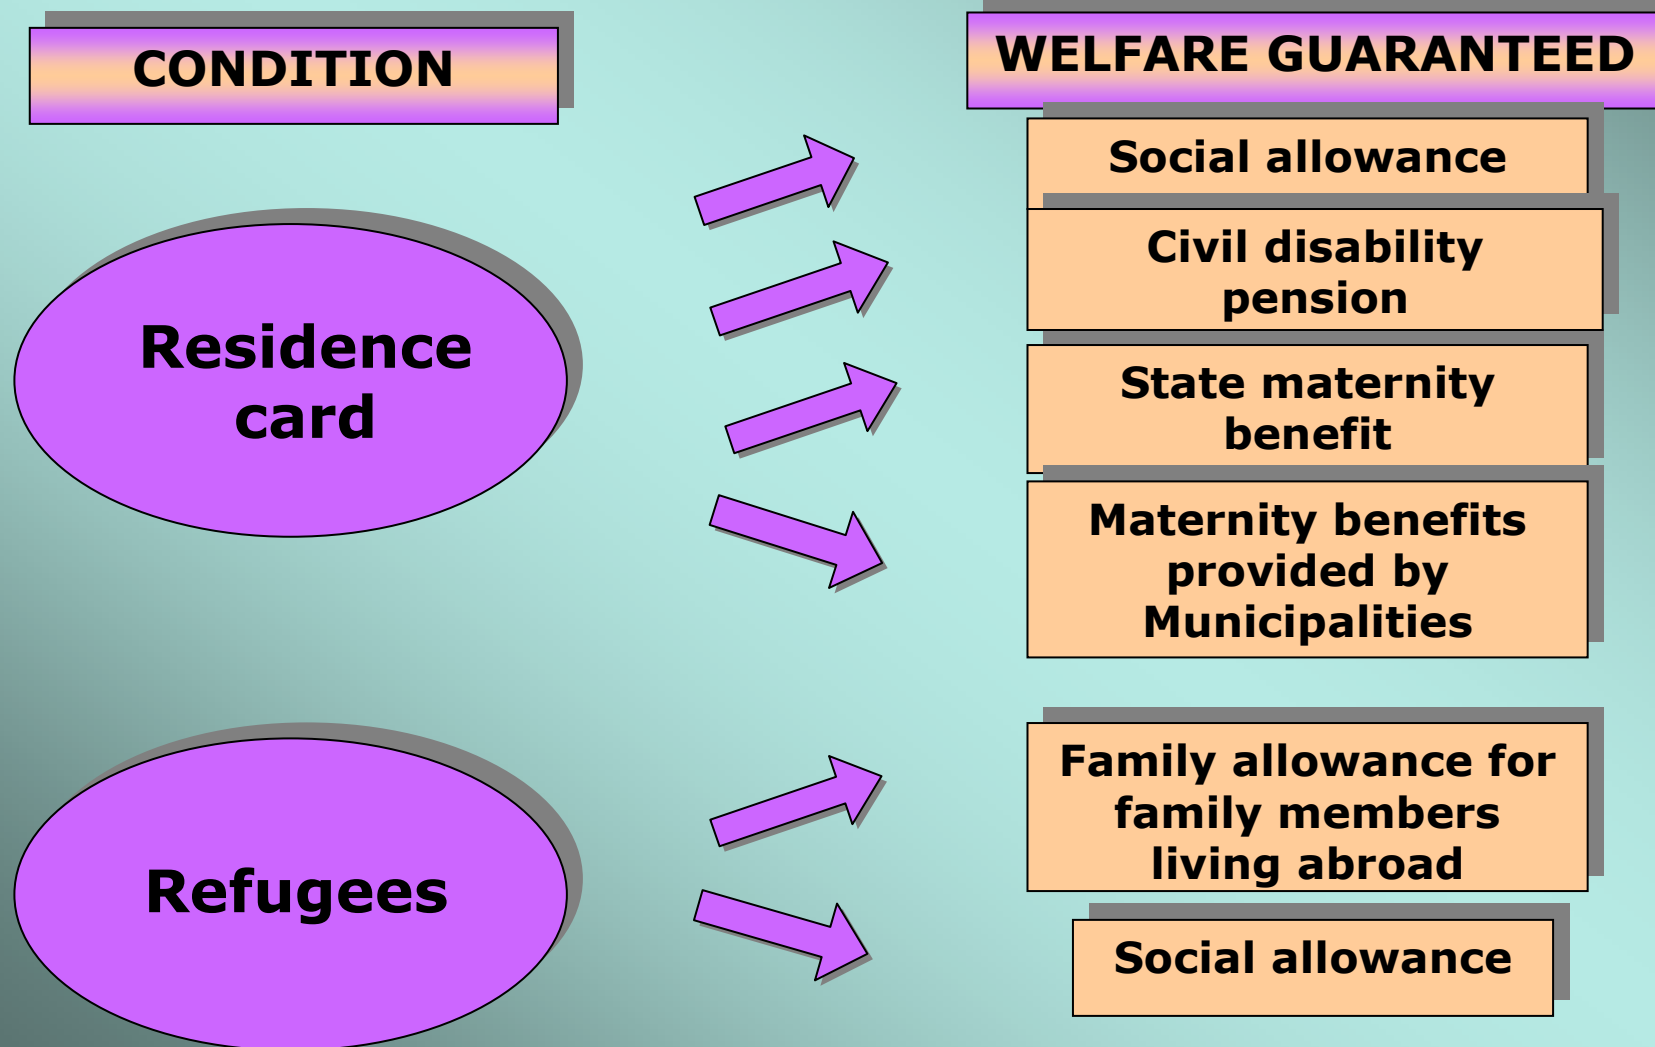 CONDITION
WELFARE GUARANTEED
Residence
card
Social allowance
Civil disability
pension
State maternity
benefit
Maternity benefits
provided by
Municipalities
Refugees
Family allowance for
family members
living abroad
Social allowance